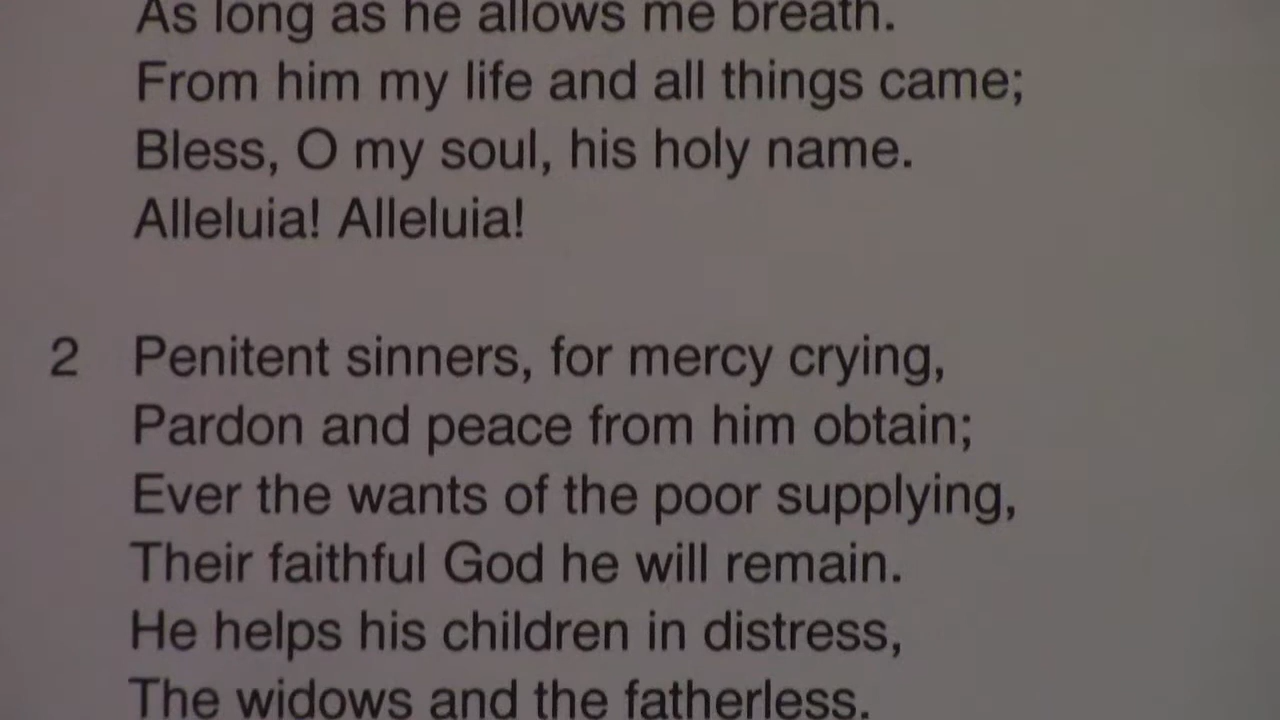 As long as he allows me breath.
From him my life and all things came;
Bless, O my soul, his holy name.
Alleluia! Alleluia!
2 Penitent sinners, for mercy crying,
Pardon and peace from him obtain;
Ever the wants of the poor supplying,
Their faithful God he will remain.
He helps his children in distress,
The widows and the fatherless.